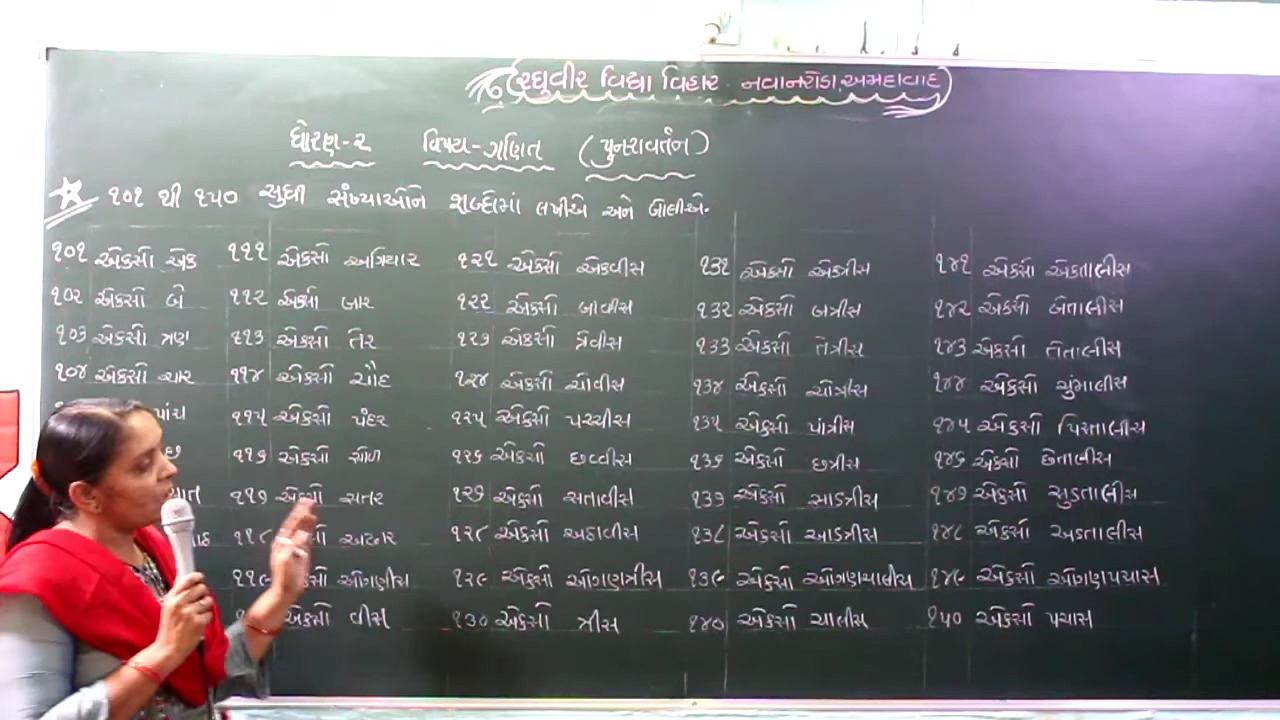 રઘુવીર વિદ્યા વિહાર નવાનરોડા, અમદાવાદ
ધોરણ-૨ વિષય-ગણિત (પુનરાવર્તન)
૧૦૧ થી ૧૫૦ સુધી સંખ્યાઓને શબ્દોમાં લખીએ અને બોલીએ.
૧૦૧ એકસો એક ૧૧૧ એકસો અગિયાર ૧૨૧ એકસો એકવીસ ૧૩૧ એકસો એકત્રીસ ૧૪૧ એકસો એકતાલીસ
૧૦૨ એકસો બે ૧૧૨ એકસો બાર ૧૨૨ એકસો બાવીસ ૧૩૨ એકસો બત્રીસ ૧૪૨ એકસો બેતાલીસ
૧૦૩ એકસો ત્રણ ૧૧૩ એકસો તેર ૧૨૩ એકસો ત્રેવીસ ૧૩૩ એકસો તેત્રીસ ૧૪૩ એકસો તેતાલીસ
૧૦૪ એકસો ચાર ૧૧૪ એકસો ચૌદ ૧૨૪ એકસો ચોવીસ ૧૩૪ એકસો ચોત્રીસ ૧૪૪ એકસો ચુંમાલીસ
પાંચ ૧૧૫ એકસો પંદર ૧૨૫ એકસો પચ્ચીસ ૧૩૫ એકસો પાંત્રીસ ૧૪૫ એકસો પિસ્તાલીસ
છ ૧૧૬ એકસો સોળ ૧૨૬ એકસો છવ્વીસ ૧૩૬ એકસો છત્રીસ ૧૪૬ એકસો છેતાલીસ
૧૧૭ એકસો સતર ૧૨૭ એકસો સતાવીસ ૧૩૭ એકસો સાડત્રીસ ૧૪૭ એકસો સુડતાલીસ
૧૧૮ અઢાર ૧૨૮ એકસો અઠાવીસ ૧૩૮ એકસો આડત્રીસ ૧૪૮ એકસો અડતાલીસ
૧૧૯ એકસો ઓગણીસ ૧૨૯ એકસો ઓગણત્રીસ ૧૩૯ એકસો ઓગણચાલીસ ૧૪૯ એકસો ઓગણપચાસ
એકસો વીસ ૧૩૦ એકસો ત્રીસ ૧૪૦ એકસો ચાલીસ ૧૫૦ એકસો પચાસ